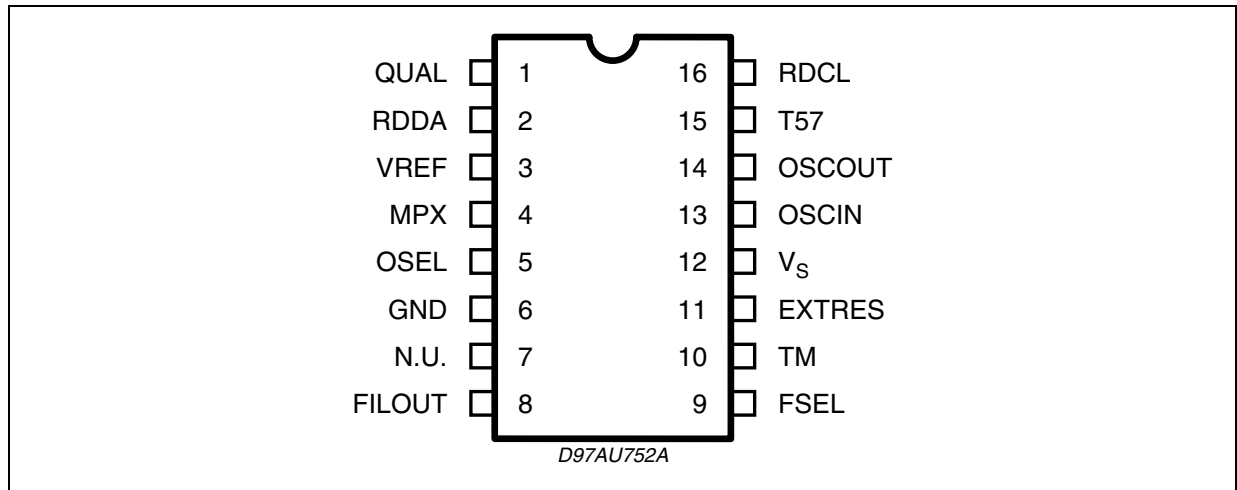 QUAL 1 16 RDCL
RDDA 2 15 T57
VREF 3 14 OSCOUT
MPX 4 13 OSCIN
OSEL 5 12 VS
GND 6 11 EXTRES
N.U. 7 10 TM
FILOUT 8 9 FSEL
D97AU752A